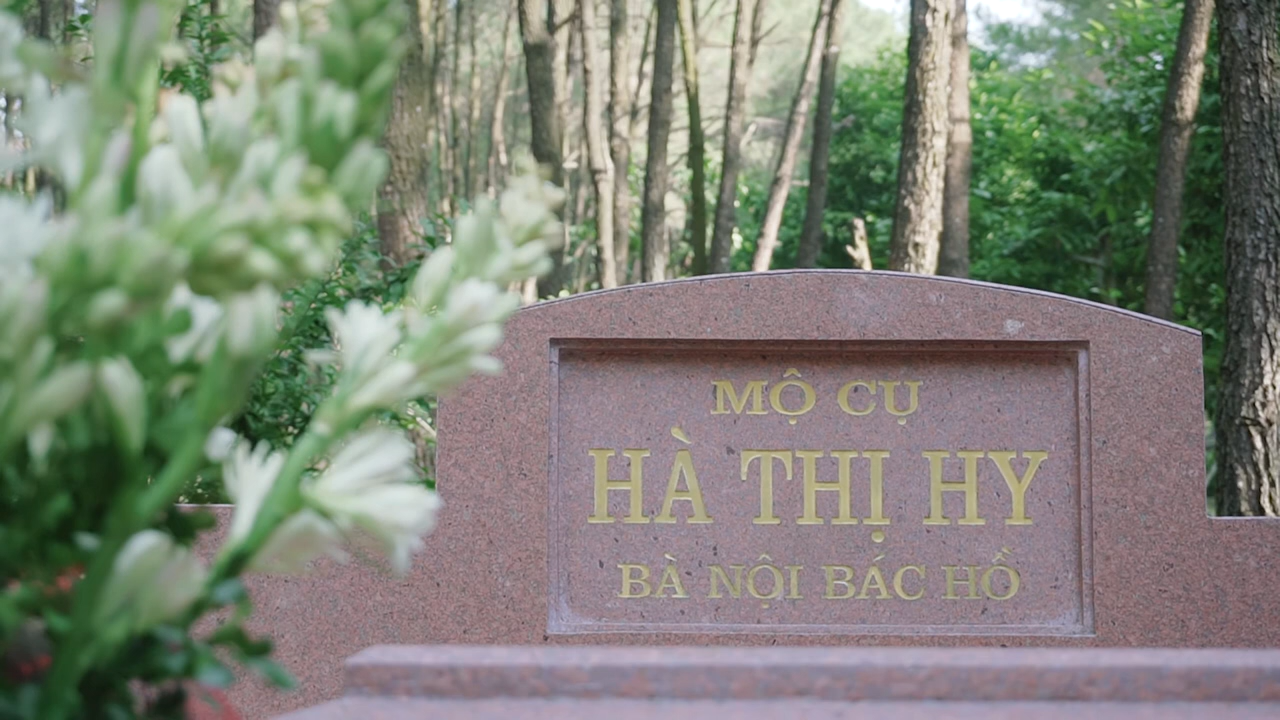 MỘ CỤ
HÀ THỊ HY
BÀ NỘI BÁC HỒ